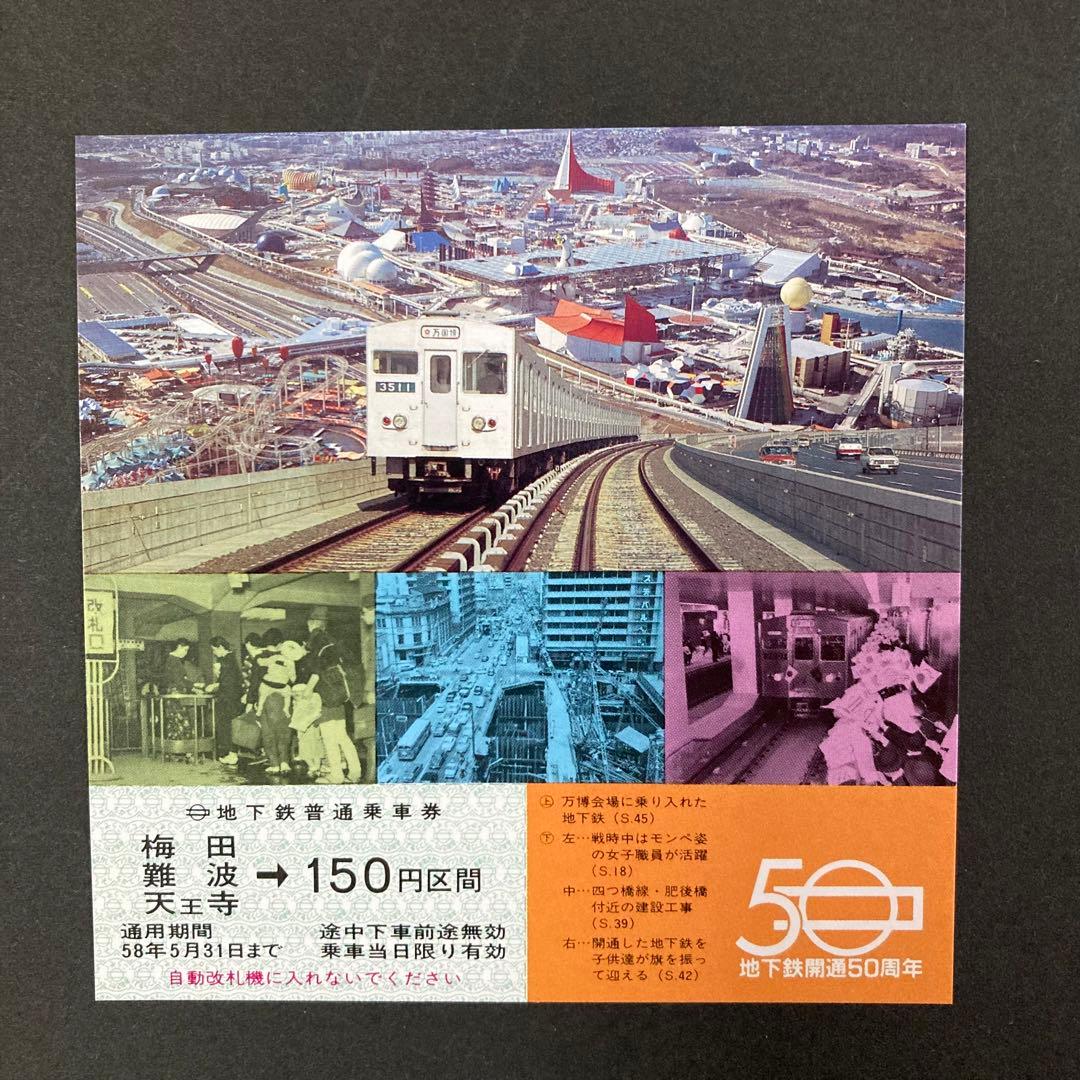 万国博
3511
改札口
地下鉄普通乗車券
梅田
難波
天王寺
→150円区間
通用期間
58年5月31日まで
途中下車前途無効
乗車当日限り有効
自動改札機に入れないでください
上 万博会場に乗り入れた
地下鉄(S.45)
下 左…戦時中はモンペ姿
の女子職員が活躍
(S.18)
中…四つ橋線・肥後橋
付近の建設工事
(S.39)
右…開通した地下鉄を
子供達が旗を振っ
て迎える(S.42)
50
地下鉄開通50周年